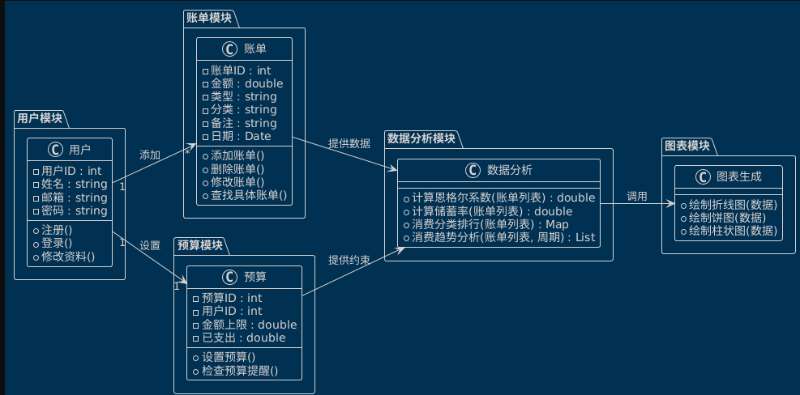 用户模块
C 用户
用户ID : int
姓名 : string
邮箱 : string
密码 : string
注册()
登录()
修改资料()
1
添加
*
1
设置
1
账单模块
C 账单
账单ID : int
金额 : double
类型 : string
分类 : string
备注 : string
日期 : Date
添加账单()
删除账单()
修改账单()
查找具体账单()
预算模块
C 预算
预算ID : int
用户ID : int
金额上限 : double
已支出 : double
设置预算()
检查预算提醒()
提供数据
提供约束
数据分析模块
C 数据分析
计算恩格尔系数(账单列表) : double
计算储蓄率(账单列表) : double
消费分类排行(账单列表) : Map
消费趋势分析(账单列表, 周期) : List
调用
图表模块
C 图表生成
绘制折线图(数据)
绘制饼图(数据)
绘制柱状图(数据)